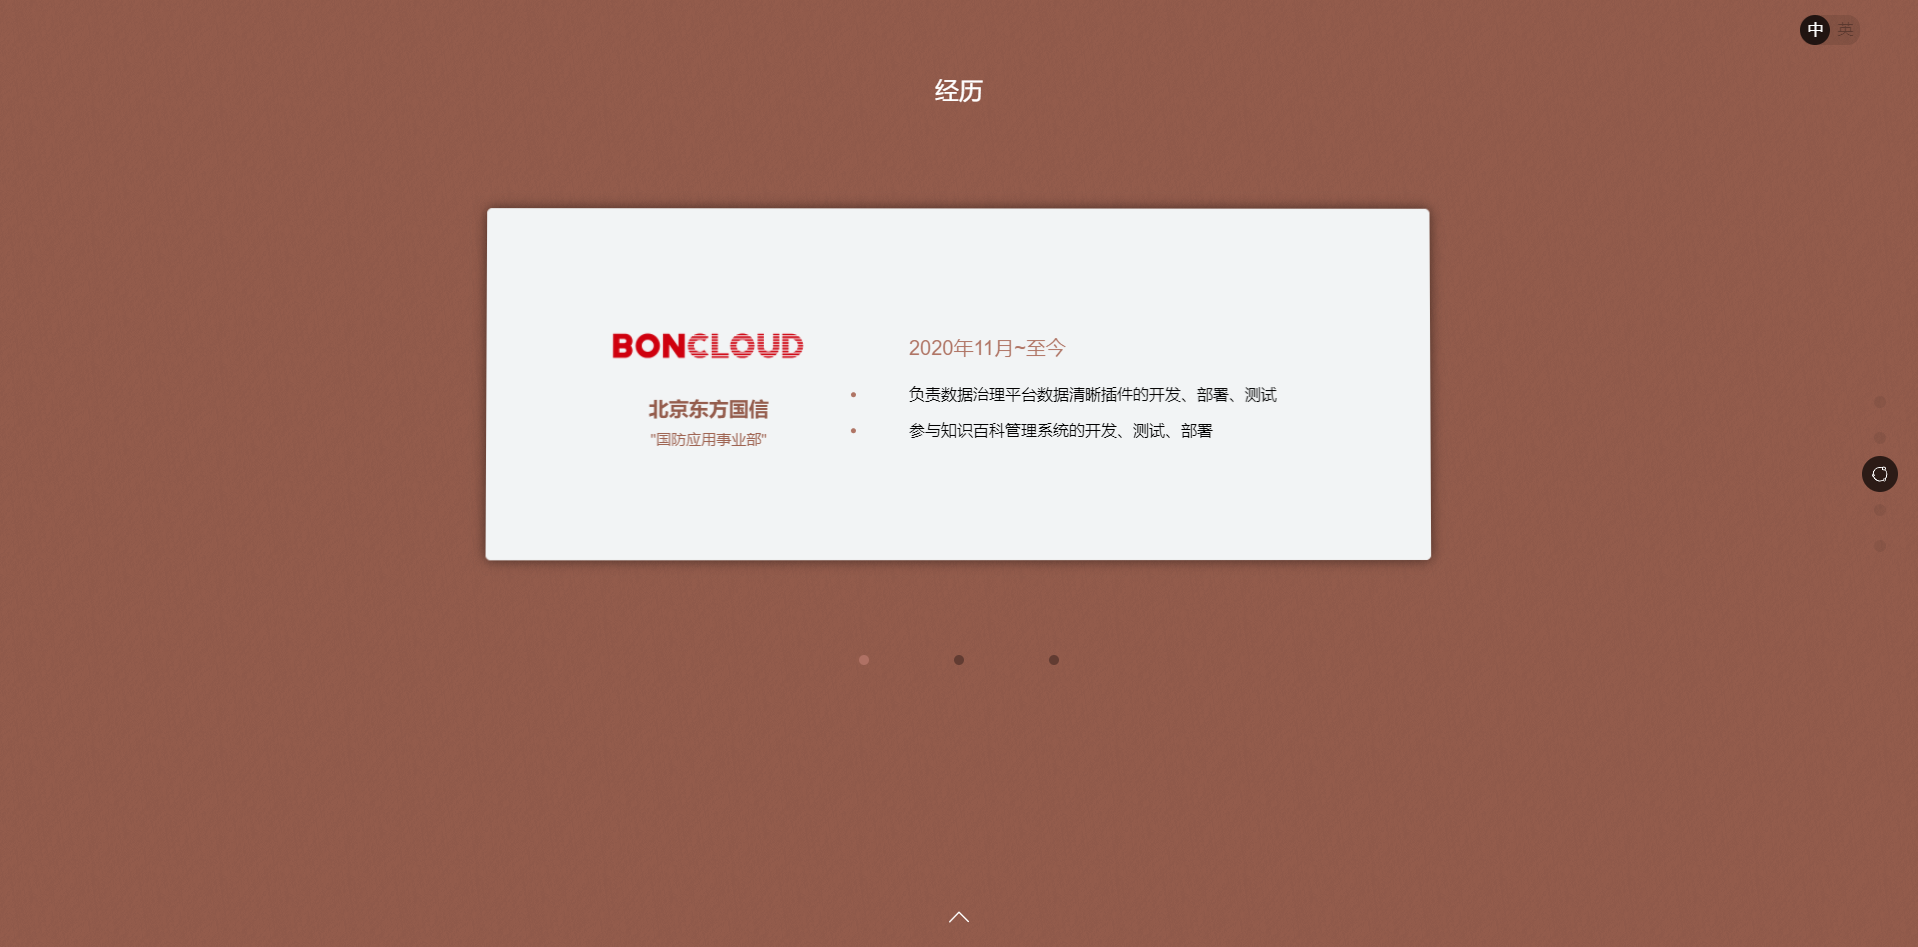 中 英
经历
BONCLOUD
北京东方国信
"国防应用事业部"
2020年11月~至今
负责数据治理平台数据清晰插件的开发、部署、测试
参与知识百科管理系统的开发、测试、部署